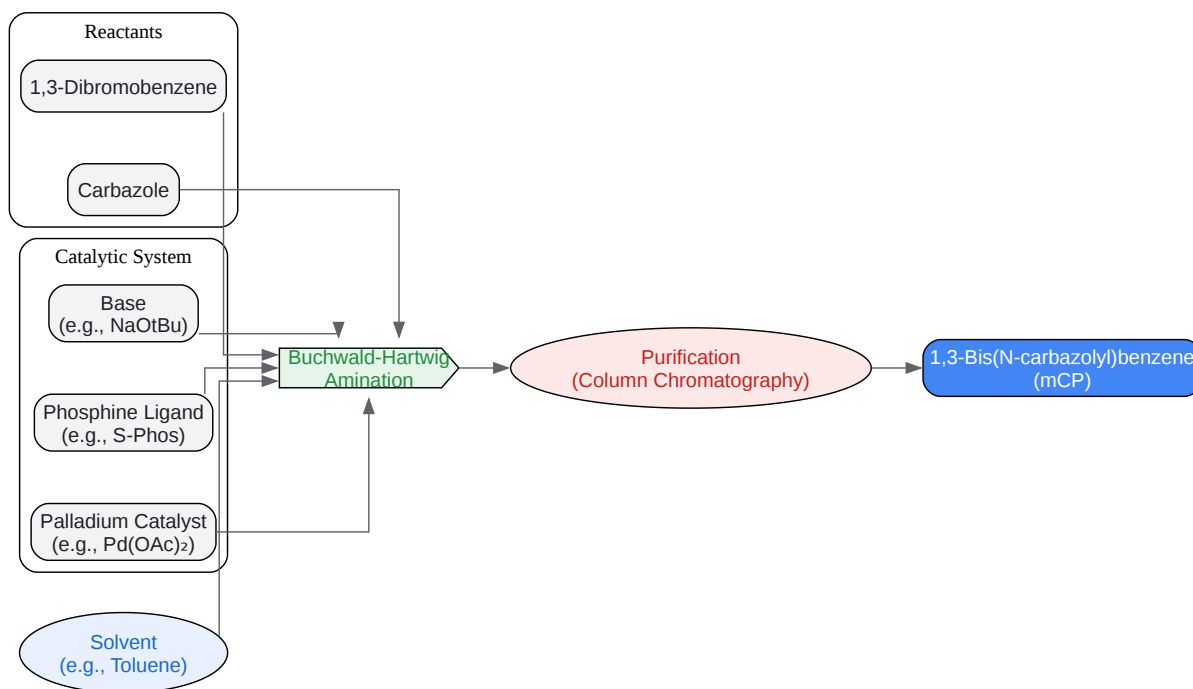 Reactants
1,3-Dibromobenzene
Carbazole
Catalytic System
Base
(e.g., NaOtBu)
Phosphine Ligand
(e.g., S-Phos)
Palladium Catalyst
(e.g., Pd(OAc)₂)
Solvent
(e.g., Toluene)
Buchwald-Hartwig
Amination
Purification
(Column Chromatography)
1,3-Bis(N-carbazolyl)benzene
(mCP)